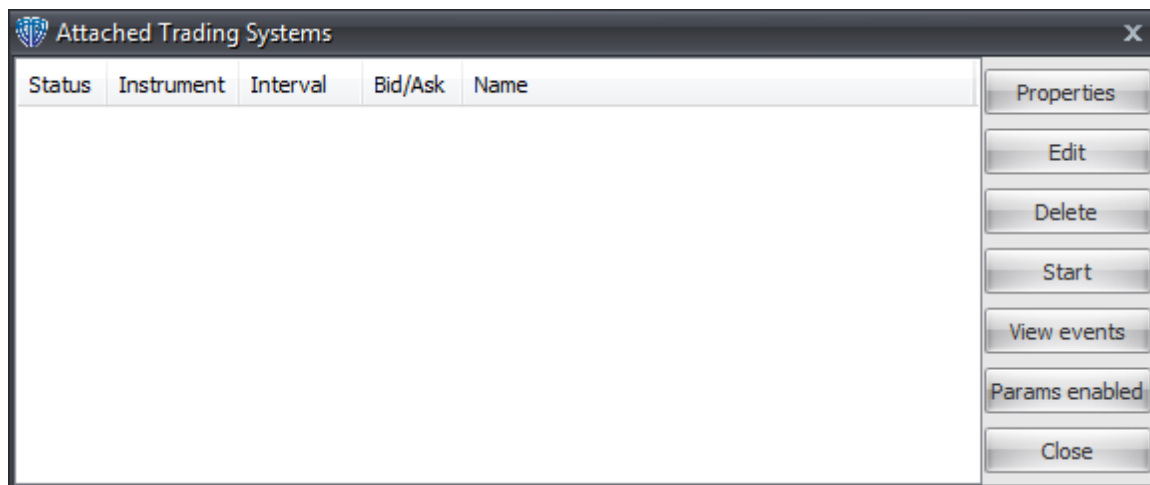 Attached Trading Systems
Status Instrument Interval Bid/Ask Name
Properties
Edit
Delete
Start
View events
Params enabled
Close